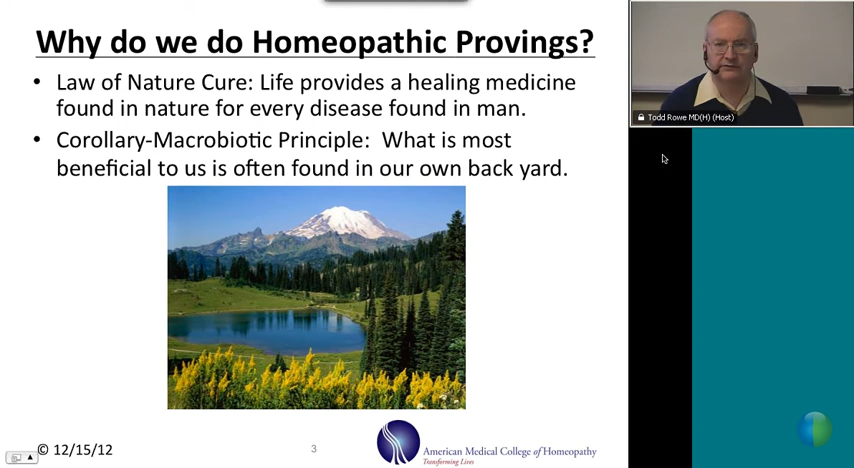 Why do we do Homeopathic Provings?
• Law of Nature Cure: Life provides a healing medicine
found in nature for every disease found in man.
• Corollary-Macrobiotic Principle:  What is most
beneficial to us is often found in our own back yard.
Todd Rowe MD(H) (Host)
© 12/15/12
3
American Medical College of Homeopathy
Transforming Lives